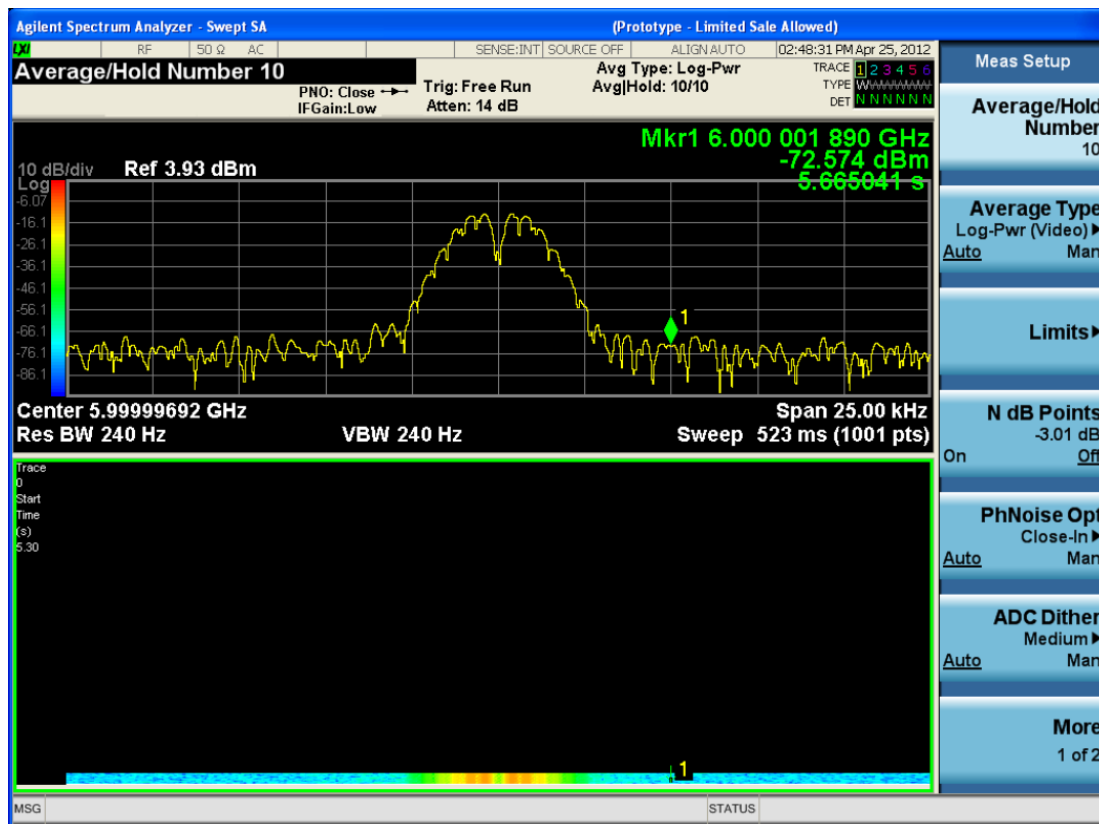 Agilent Spectrum Analyzer - Swept SA (Prototype - Limited Sale Allowed)
LXI RF 50 Ω AC SENSE:INT SOURCE OFF ALIGN AUTO 02:48:31 PM Apr 25, 2012
Average/Hold Number 10
PNO: Close
IFGain:Low
Trig: Free Run
Atten: 14 dB
Avg Type: Log-Pwr
Avg|Hold: 10/10
TRACE 1 2 3 4 5 6
TYPE W
DET N N N N N N
Mkr1 6.000 001 890 GHz
-72.574 dBm
5.665041 s
10 dB/div Ref 3.93 dBm
Log
-6.07
-16.1
-26.1
-36.1
-46.1
-56.1
-66.1
-76.1
-86.1
1
Center 5.99999692 GHz Span 25.00 kHz
Res BW 240 Hz VBW 240 Hz Sweep 523 ms (1001 pts)
Trace
0
Start
Time
(s)
5.30
1
MSG STATUS
Meas Setup
Average/Hold
Number
10
Average Type
Log-Pwr (Video)
Auto Man
Limits
N dB Points
-3.01 dB
On Off
PhNoise Opt
Close-In
Auto Man
ADC Dither
Medium
Auto Man
More
1 of 2